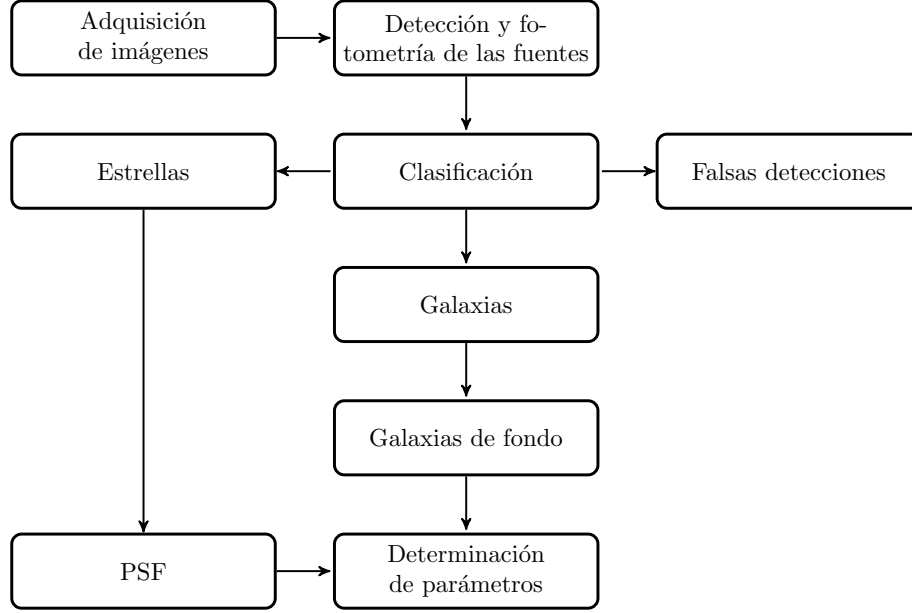 Adquisición
de imágenes
Detección y fo-
tometría de las fuentes
Estrellas
Clasificación
Falsas detecciones
Galaxias
Galaxias de fondo
PSF
Determinación
de parámetros